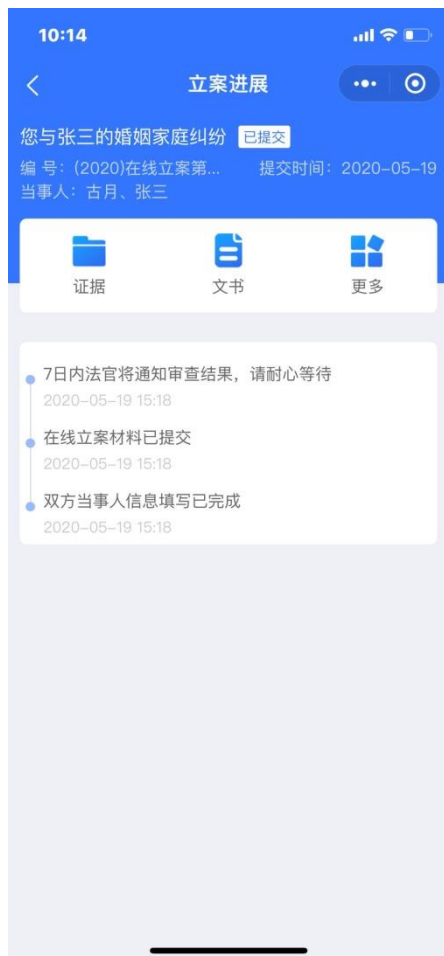 10:14
立案进展
您与张三的婚姻家庭纠纷 已提交
编 号：(2020)在线立案第... 提交时间：2020-05-19
当事人：古月、张三
证据 文书 更多
7日内法官将通知审查结果，请耐心等待
2020-05-19 15:18
在线立案材料已提交
2020-05-19 15:18
双方当事人信息填写已完成
2020-05-19 15:18